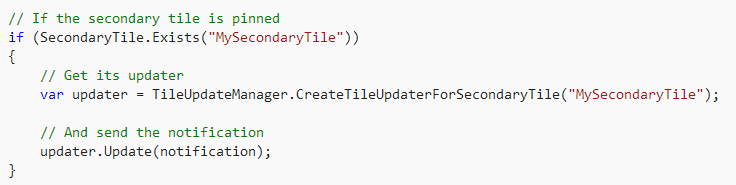 // If the secondary tile is pinned
if (SecondaryTile.Exists("MySecondaryTile"))
{
    // Get its updater
    var updater = TileUpdateManager.CreateTileUpdaterForSecondaryTile("MySecondaryTile");

    // And send the notification
    updater.Update(notification);
}